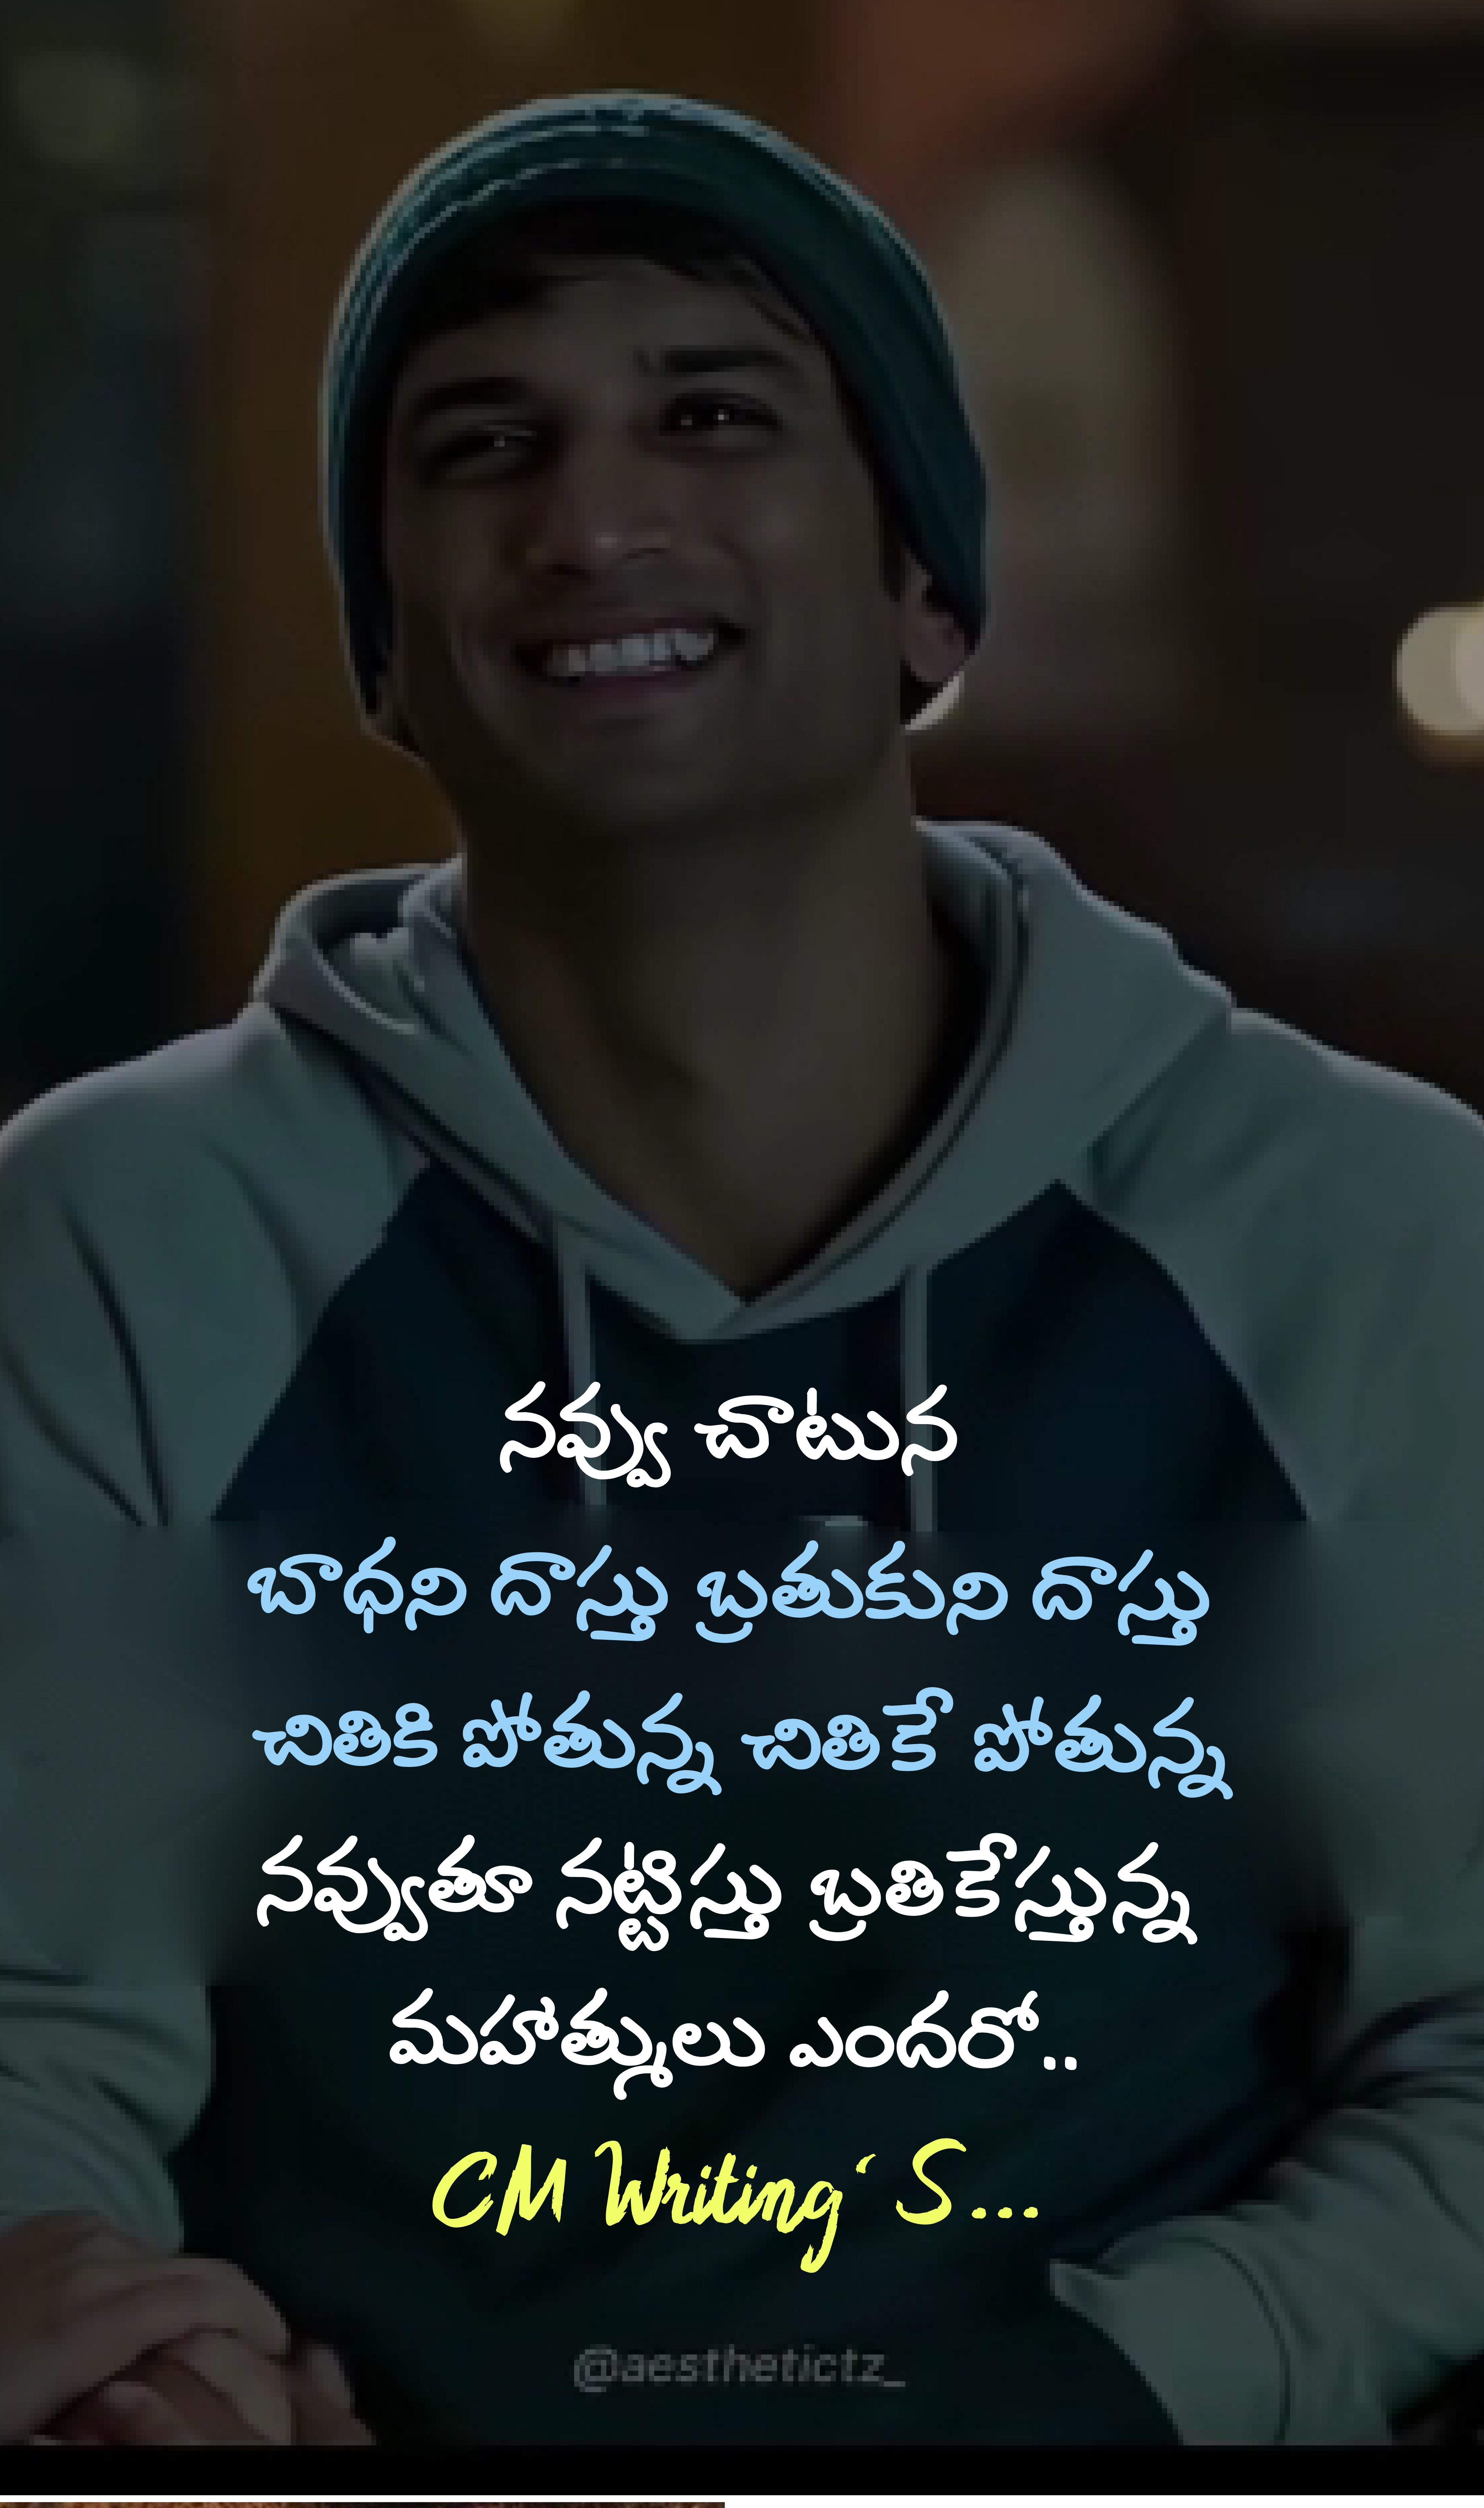 నవ్వు చాటున
బాధని దాస్తు బ్రతుకుని దాస్తు
చితికి పోతున్న చితికే పోతున్న
నవ్వుతూ నట్టిస్తు బ్రతికేస్తున్న
మహాత్ములు ఎందరో..
CM Writing‘ S...
@aesthetictz_